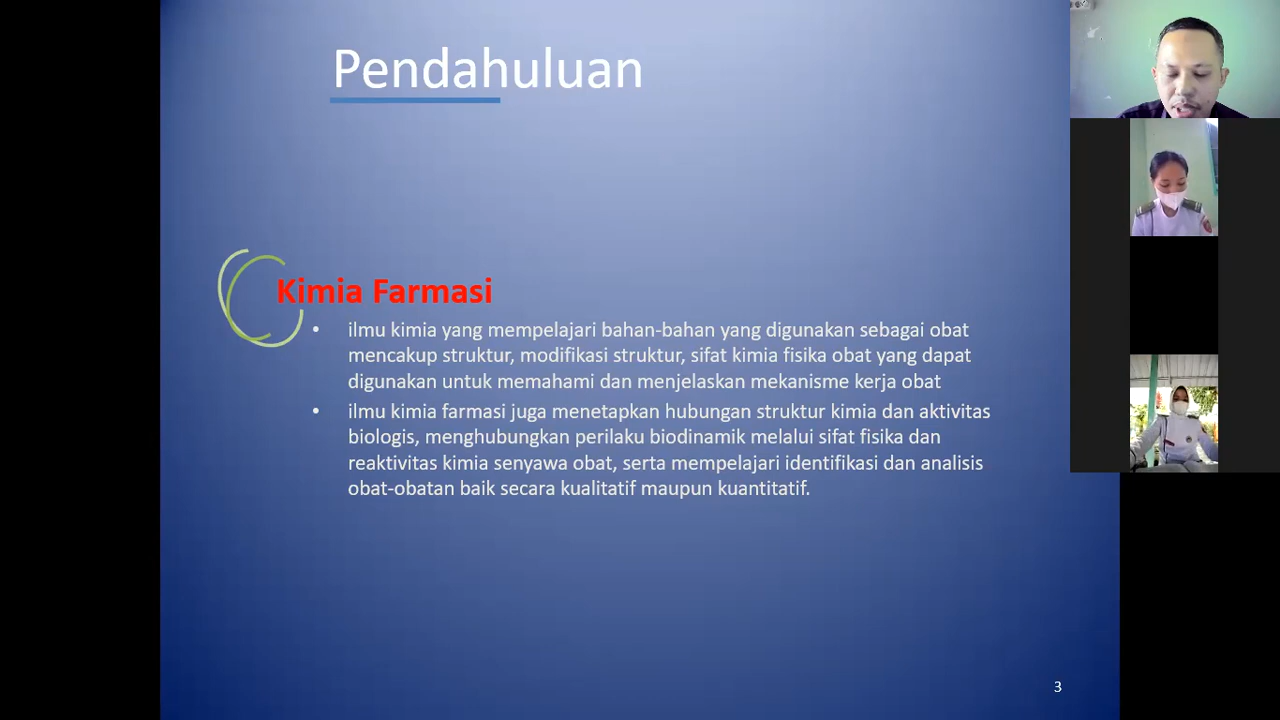 Pendahuluan
Kimia Farmasi
• ilmu kimia yang mempelajari bahan-bahan yang digunakan sebagai obat
mencakup struktur, modifikasi struktur, sifat kimia fisika obat yang dapat
digunakan untuk memahami dan menjelaskan mekanisme kerja obat
• ilmu kimia farmasi juga menetapkan hubungan struktur kimia dan aktivitas
biologis, menghubungkan perilaku biodinamik melalui sifat fisika dan
reaktivitas kimia senyawa obat, serta mempelajari identifikasi dan analisis
obat-obatan baik secara kualitatif maupun kuantitatif.
3